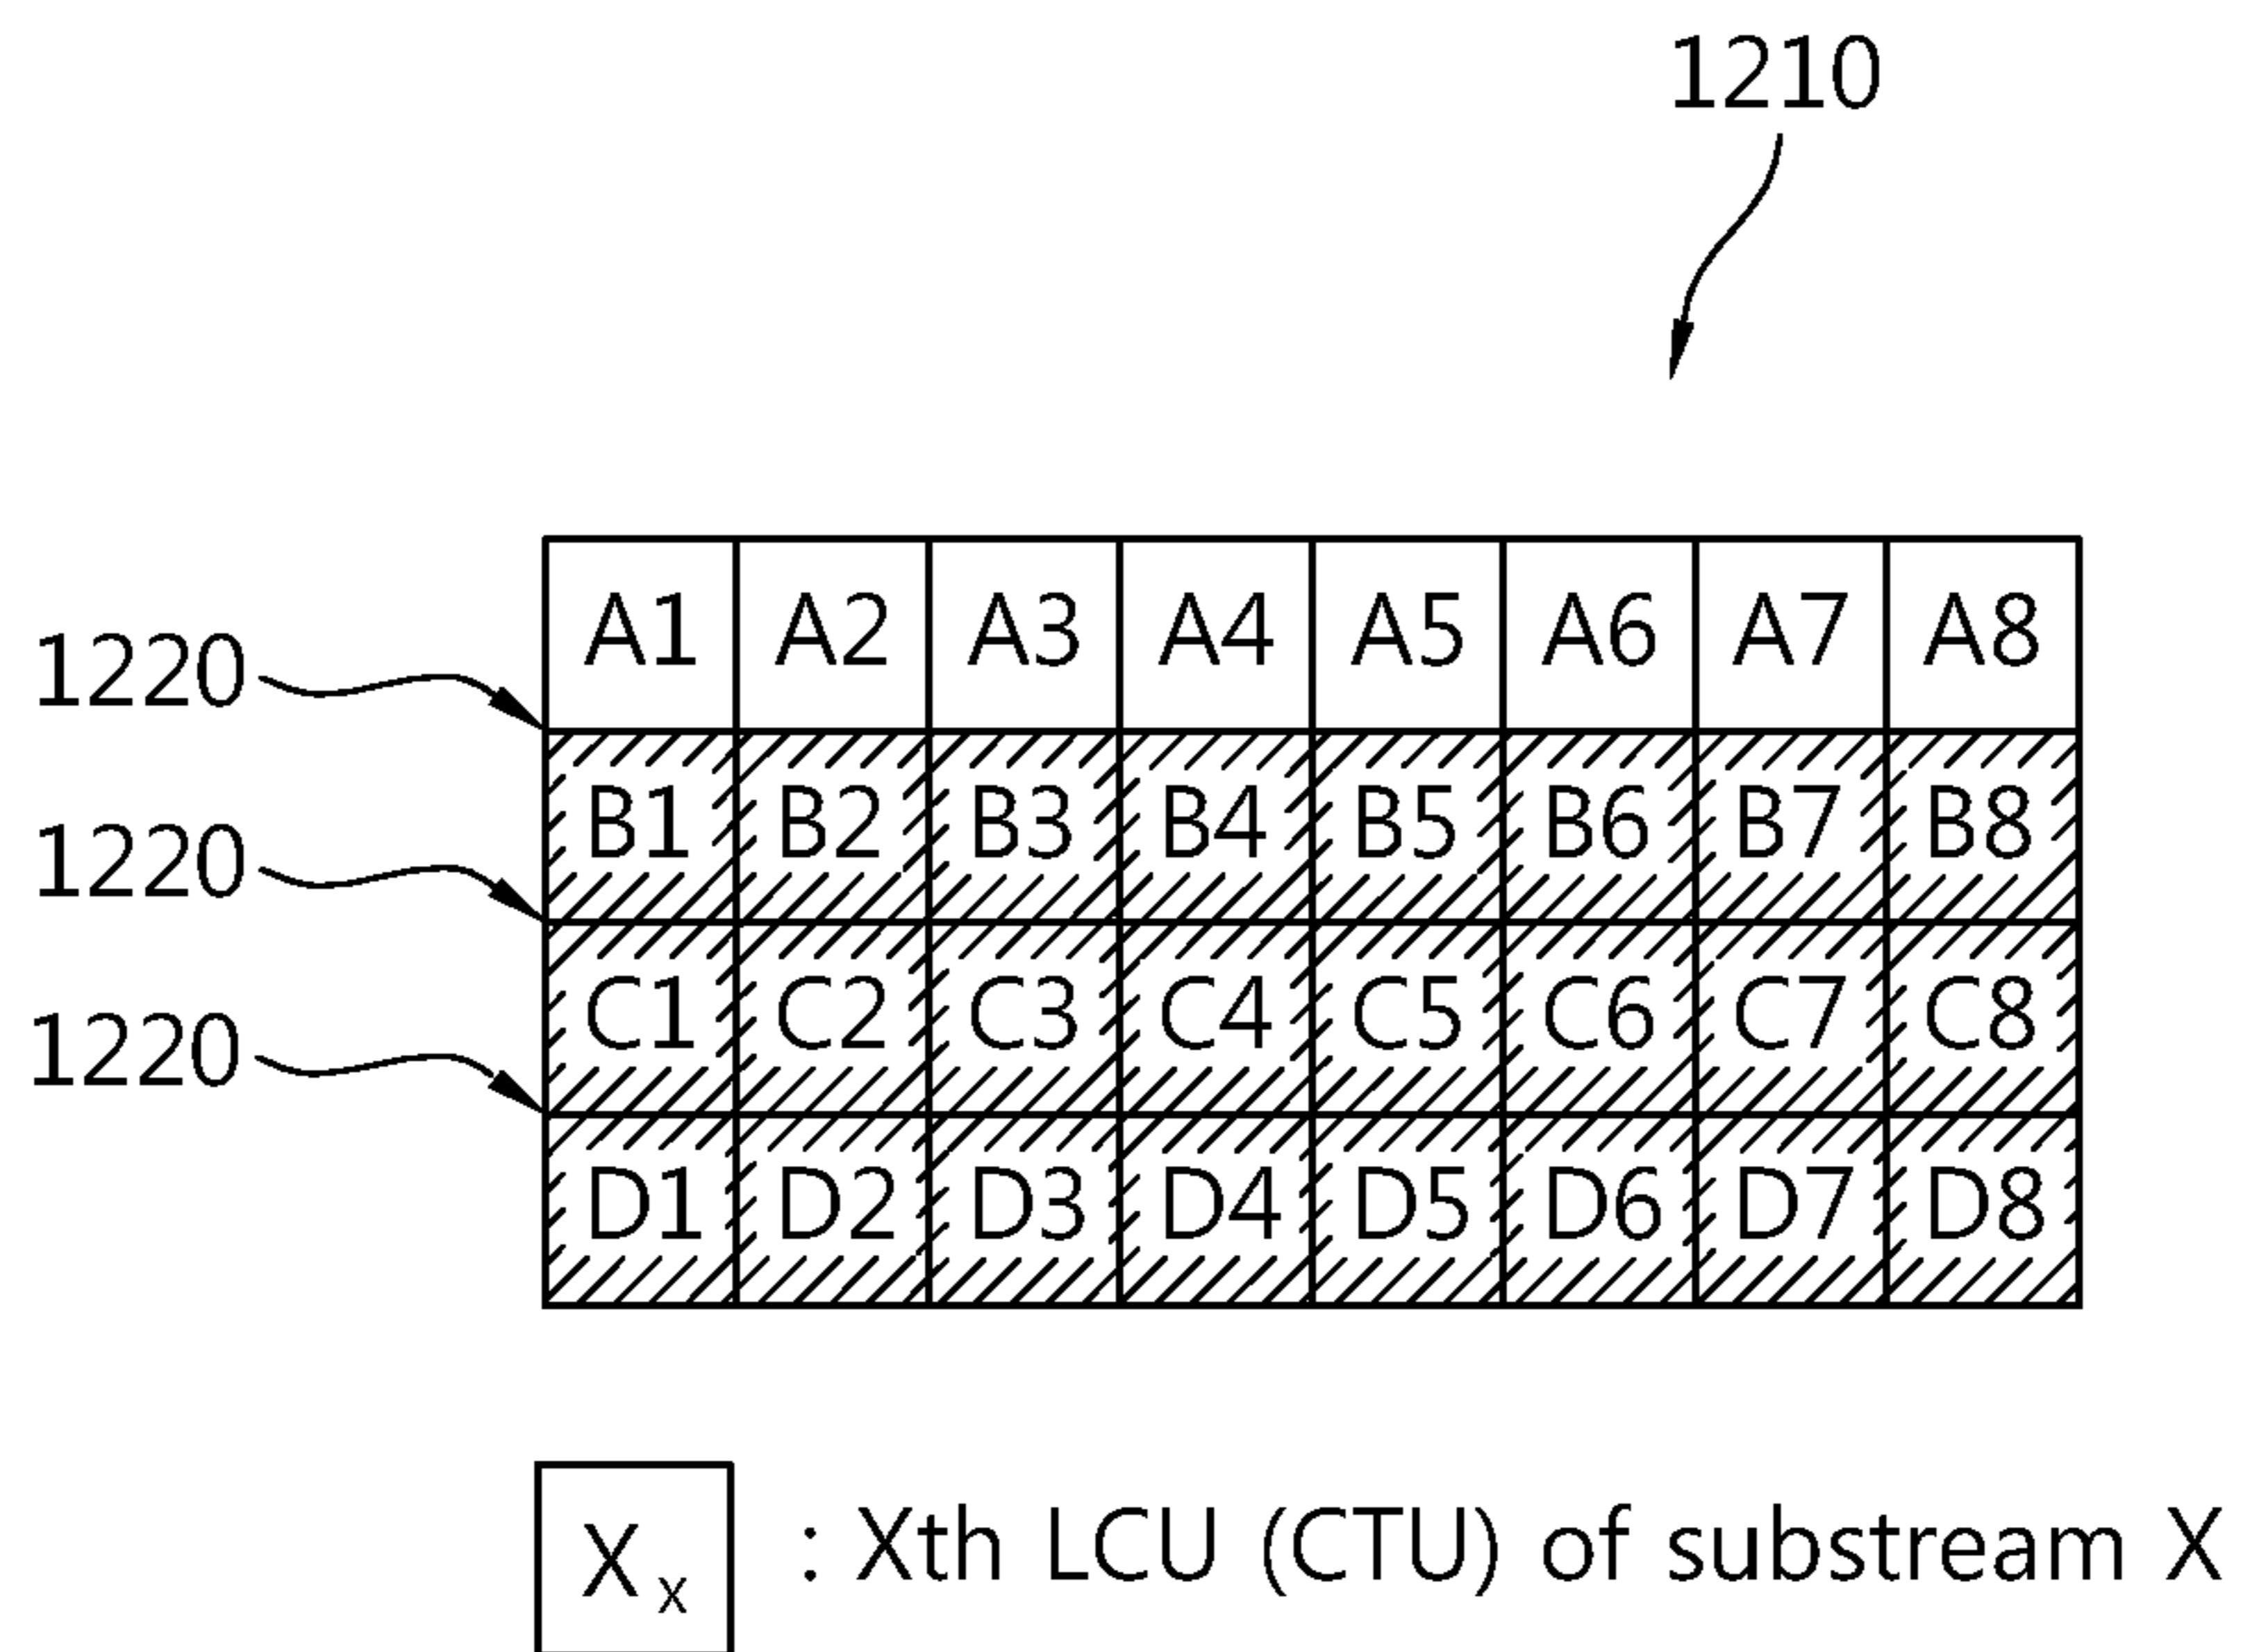 1210
A1 A2 A3 A4 A5 A6 A7 A8
1220
B1 B2 B3 B4 B5 B6 B7 B8
1220
C1 C2 C3 C4 C5 C6 C7 C8
1220
D1 D2 D3 D4 D5 D6 D7 D8
Xx : Xth LCU (CTU) of substream X